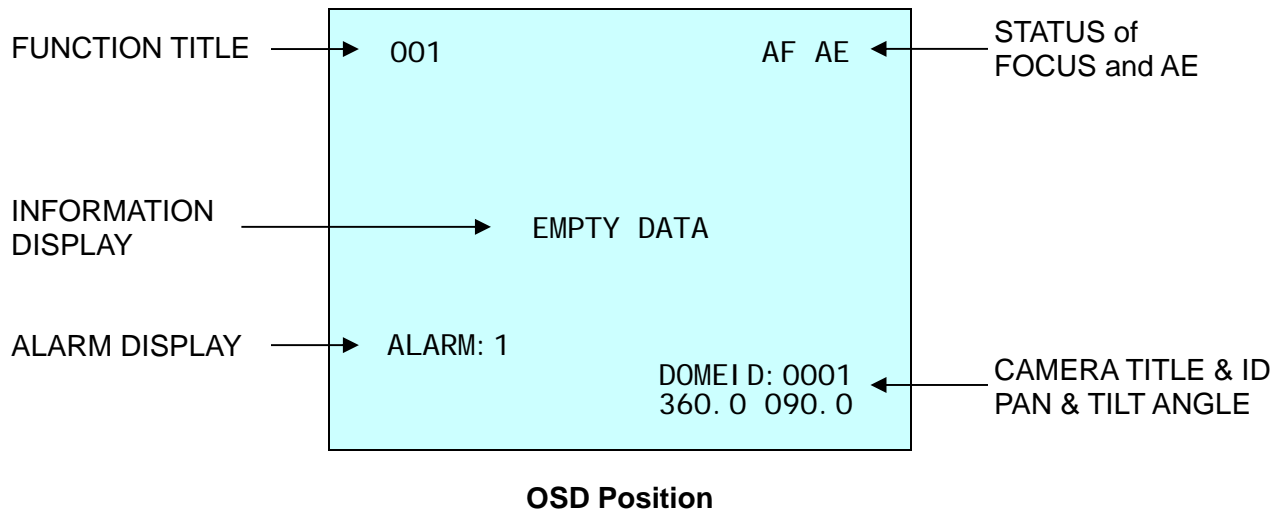 FUNCTION TITLE
001
AF AE
STATUS of
FOCUS and AE
INFORMATION
DISPLAY
EMPTY DATA
ALARM DISPLAY
ALARM:1
DOMEID:0001
360.0 090.0
CAMERA TITLE & ID
PAN & TILT ANGLE
OSD Position